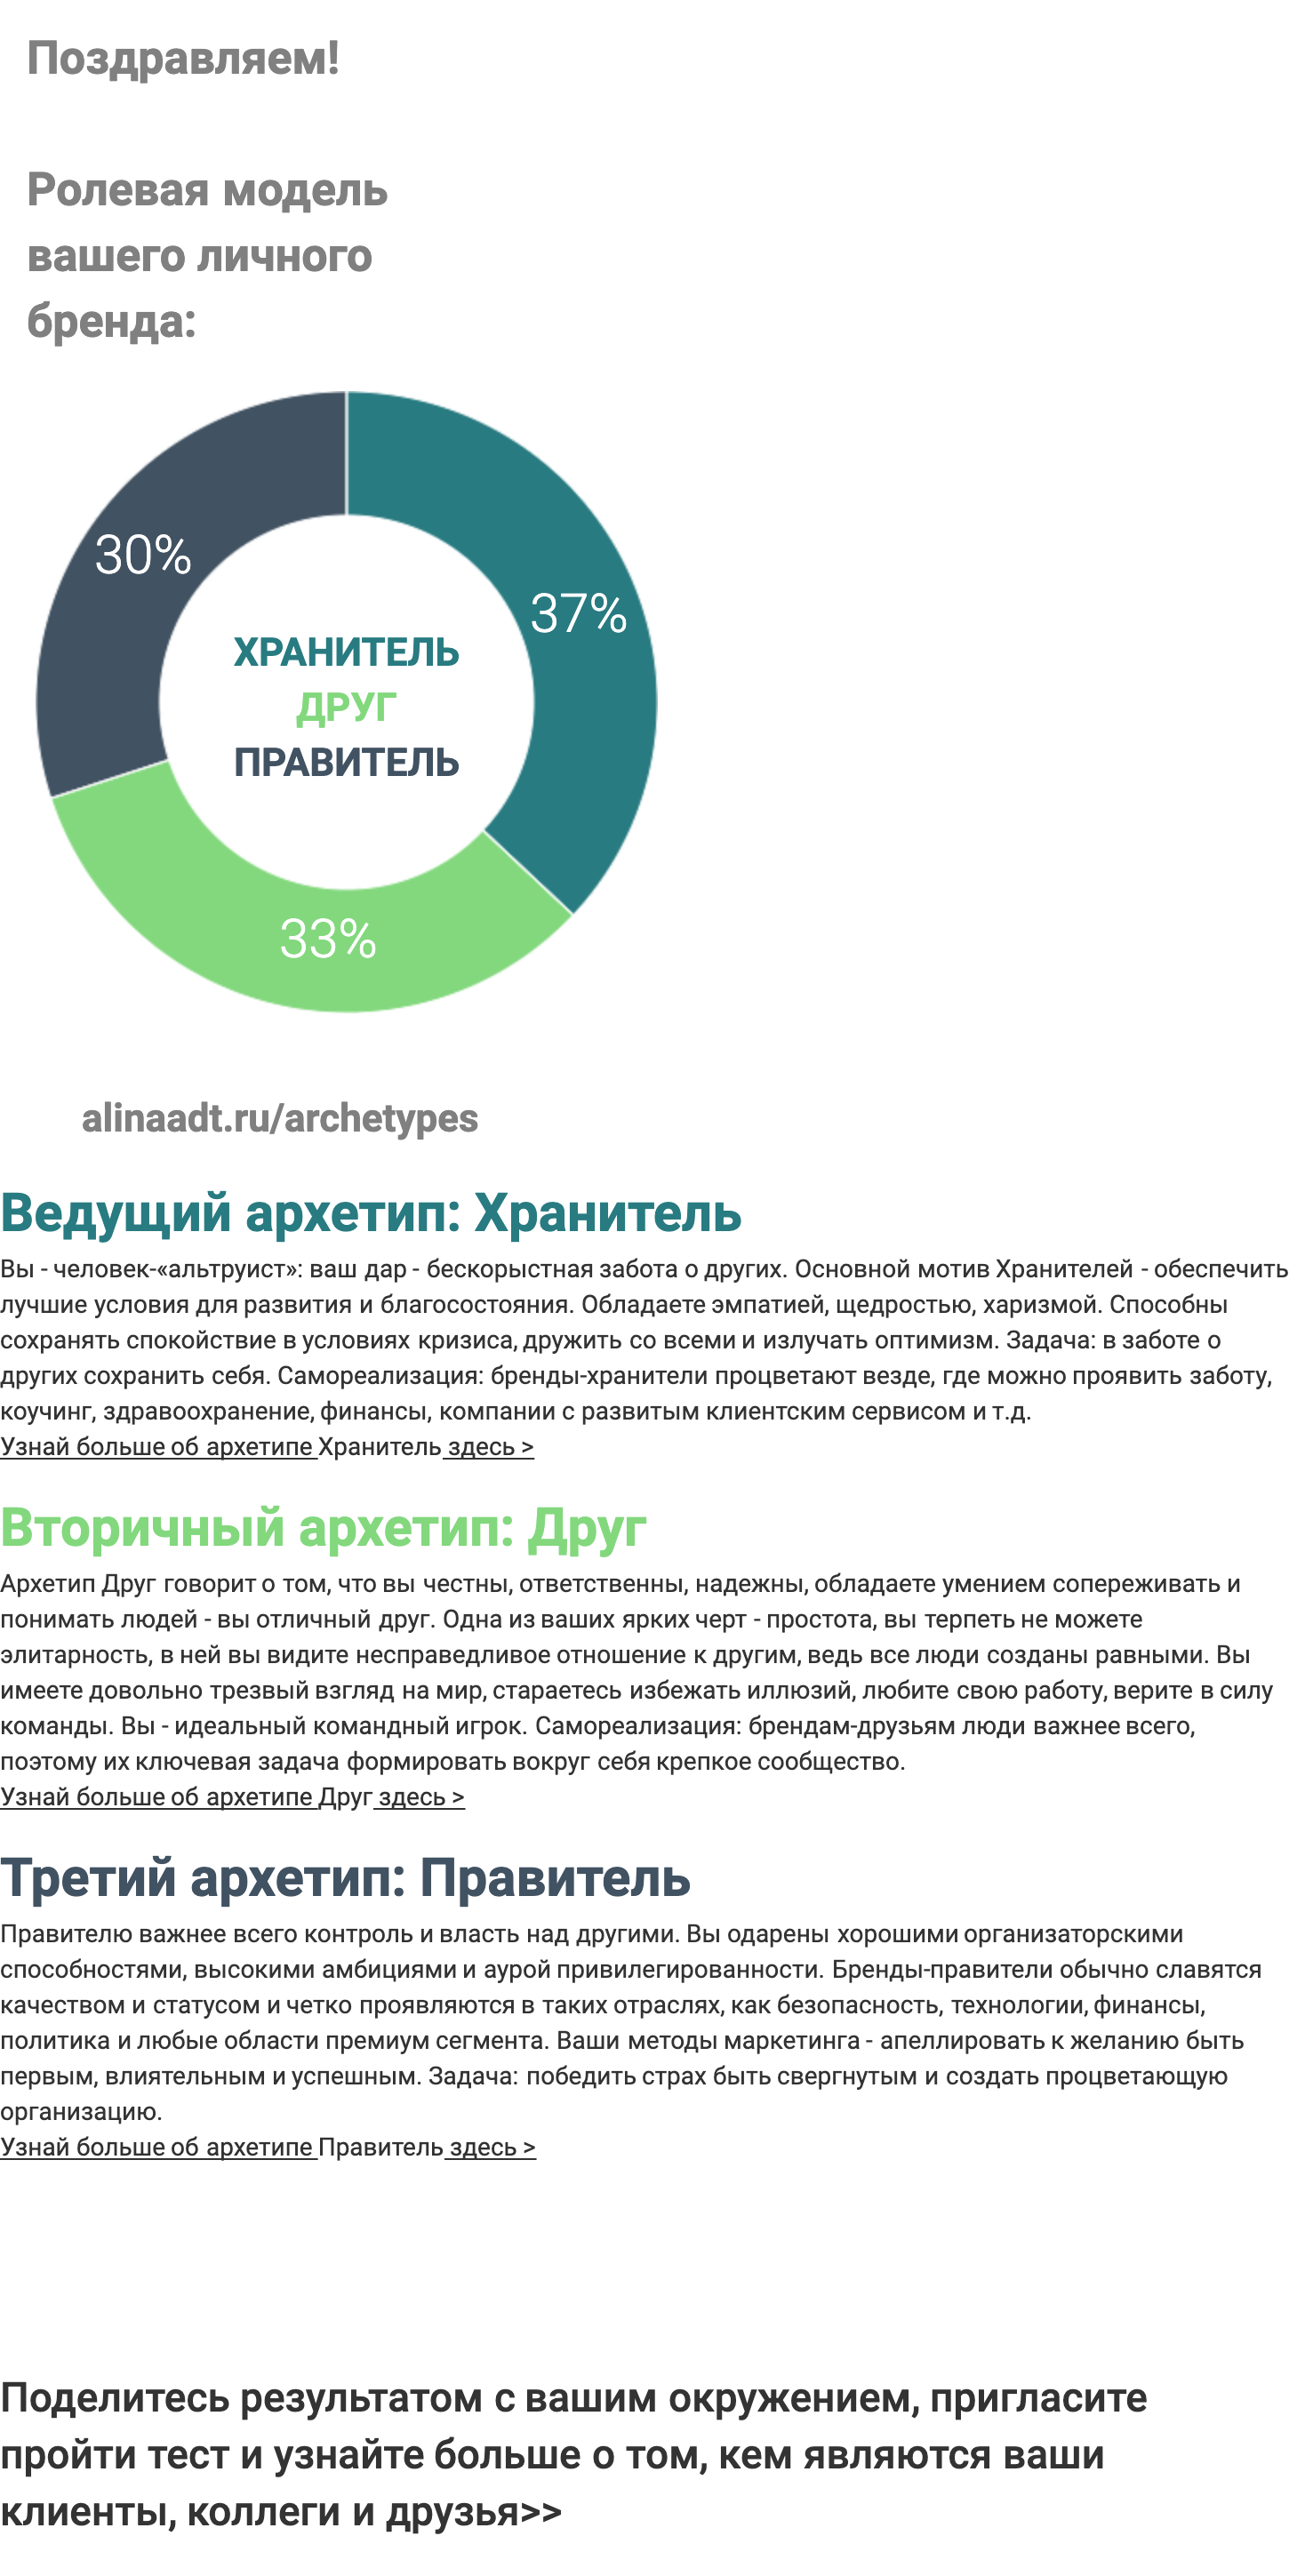 Поздравляем!
Ролевая модель
вашего личного
бренда:
30%
37%
ХРАНИТЕЛЬ
ДРУГ
ПРАВИТЕЛЬ
33%
alinaadt.ru/archetypes
Ведущий архетип: Хранитель
Вы - человек-«альтруист»: ваш дар - бескорыстная забота о других. Основной мотив Хранителей - обеспечить
лучшие условия для развития и благосостояния. Обладаете эмпатией, щедростью, харизмой. Способны
сохранять спокойствие в условиях кризиса, дружить со всеми и излучать оптимизм. Задача: в заботе о
других сохранить себя. Самореализация: бренды-хранители процветают везде, где можно проявить заботу,
коучинг, здравоохранение, финансы, компании с развитым клиентским сервисом и т.д.
Узнай больше об архетипе Хранитель здесь >
Вторичный архетип: Друг
Архетип Друг говорит о том, что вы честны, ответственны, надежны, обладаете умением сопереживать и
понимать людей - вы отличный друг. Одна из ваших ярких черт - простота, вы терпеть не можете
элитарность, в ней вы видите несправедливое отношение к другим, ведь все люди созданы равными. Вы
имеете довольно трезвый взгляд на мир, стараетесь избежать иллюзий, любите свою работу, верите в силу
команды. Вы - идеальный командный игрок. Самореализация: брендам-друзьям люди важнее всего,
поэтому их ключевая задача формировать вокруг себя крепкое сообщество.
Узнай больше об архетипе Друг здесь >
Третий архетип: Правитель
Правителю важнее всего контроль и власть над другими. Вы одарены хорошими организаторскими
способностями, высокими амбициями и аурой привилегированности. Бренды-правители обычно славятся
качеством и статусом и четко проявляются в таких отраслях, как безопасность, технологии, финансы,
политика и любые области премиум сегмента. Ваши методы маркетинга - апеллировать к желанию быть
первым, влиятельным и успешным. Задача: победить страх быть свергнутым и создать процветающую
организацию.
Узнай больше об архетипе Правитель здесь >
Поделитесь результатом с вашим окружением, пригласите
пройти тест и узнайте больше о том, кем являются ваши
клиенты, коллеги и друзья>>